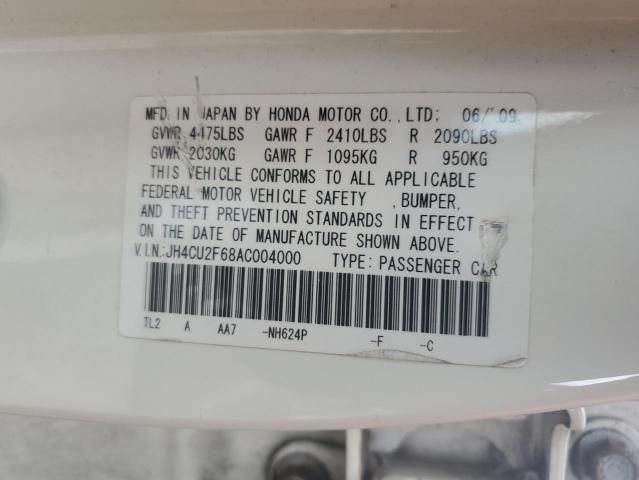 MFD. IN JAPAN BY HONDA MOTOR CO.,LTD. 06/'09
GVWR 4475LBS GAWR F 2410LBS R 2090LBS
GVWR 2030KG GAWR F 1095KG R 950KG
THIS VEHICLE CONFORMS TO ALL APPLICABLE
FEDERAL MOTOR VEHICLE SAFETY ,BUMPER,
AND THEFT PREVENTION STANDARDS IN EFFECT
ON THE DATE OF MANUFACTURE SHOWN ABOVE.
V.I.N.:JH4CU2F68AC004000 TYPE: PASSENGER CAR
TL2 A AA7 -NH624P -F -C